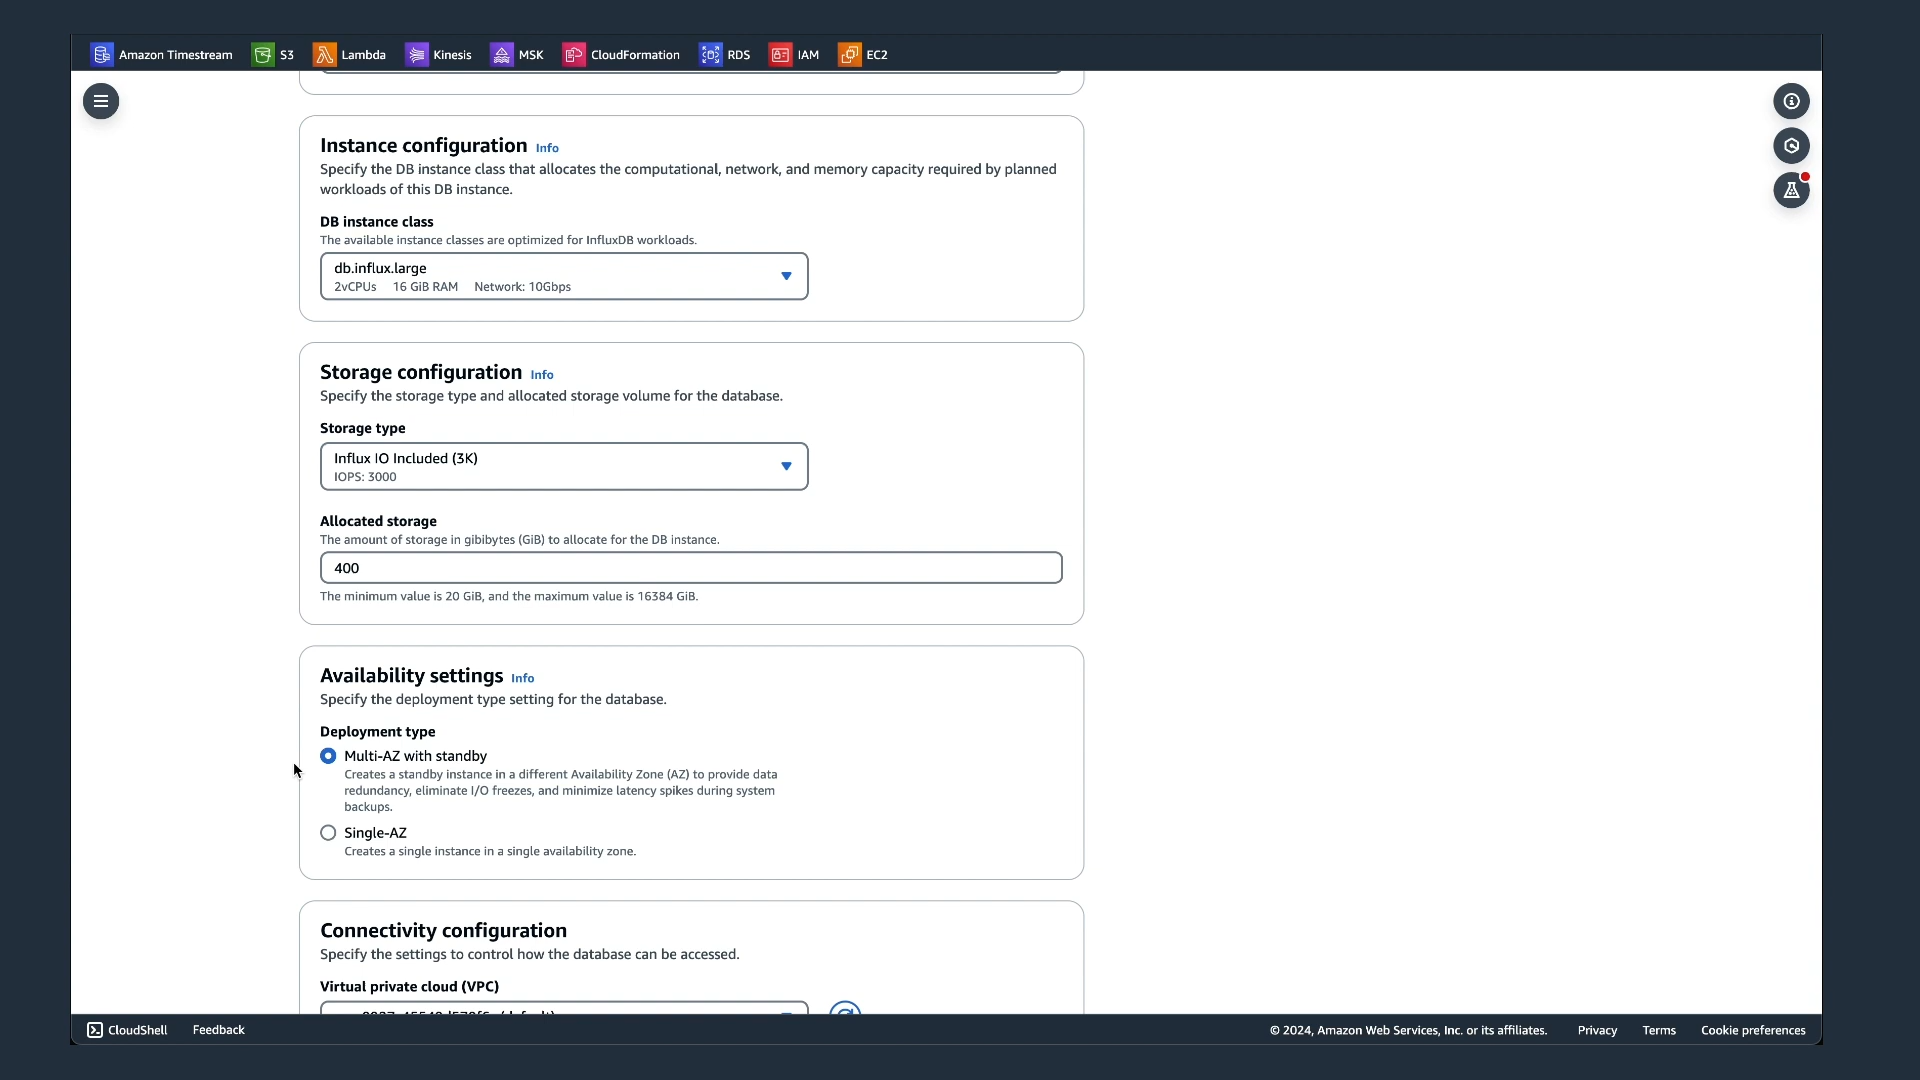 Amazon Timestream S3 Lambda Kinesis MSK CloudFormation RDS IAM EC2
Instance configuration Info
Specify the DB instance class that allocates the computational, network, and memory capacity required by planned
workloads of this DB instance.
DB instance class
The available instance classes are optimized for InfluxDB workloads.
db.influx.large
2vCPUs 16 GiB RAM Network: 10Gbps
Storage configuration Info
Specify the storage type and allocated storage volume for the database.
Storage type
Influx IO Included (3K)
IOPS: 3000
Allocated storage
The amount of storage in gibibytes (GiB) to allocate for the DB instance.
400
The minimum value is 20 GiB, and the maximum value is 16384 GiB.
Availability settings Info
Specify the deployment type setting for the database.
Deployment type
Multi-AZ with standby
Creates a standby instance in a different Availability Zone (AZ) to provide data
redundancy, eliminate I/O freezes, and minimize latency spikes during system
backups.
Single-AZ
Creates a single instance in a single availability zone.
Connectivity configuration
Specify the settings to control how the database can be accessed.
Virtual private cloud (VPC)
CloudShell Feedback © 2024, Amazon Web Services, Inc. or its affiliates. Privacy Terms Cookie preferences